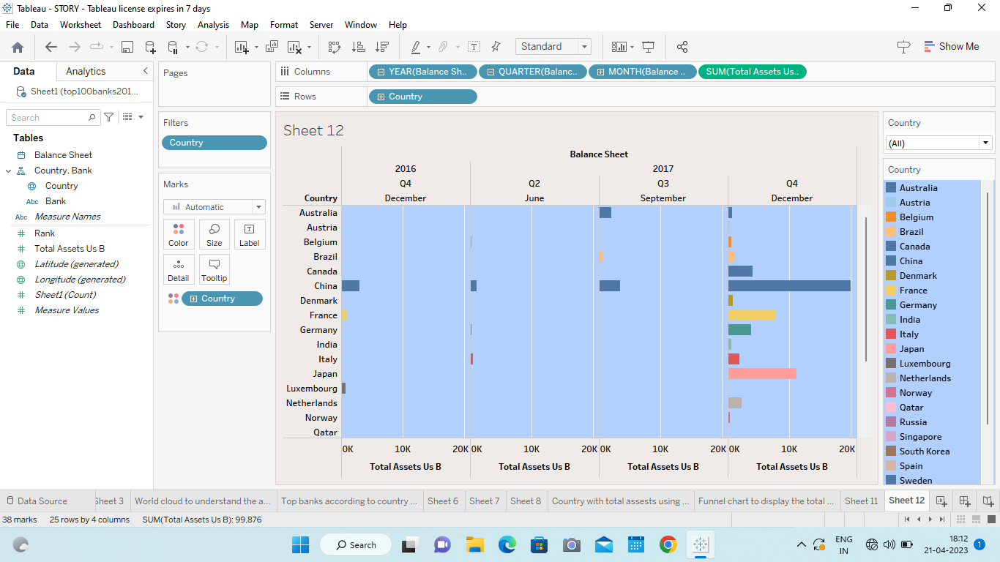 Tableau - STORY - Tableau license expires in 7 days
File Data Worksheet Dashboard Story Analysis Map Format Server Window Help
Standard
Show Me
Data Analytics
Sheet1 (top100banks201...
Search
Tables
Balance Sheet
Country, Bank
Country
Abc Bank
Abc Measure Names
Rank
Total Assets Us B
Latitude (generated)
Longitude (generated)
Sheet1 (Count)
Measure Values
Pages
Filters
Country
Marks
Automatic
Color Size Label
Detail Tooltip
Country
Columns YEAR(Balance Sh.. QUARTER(Balanc.. MONTH(Balance .. SUM(Total Assets Us..
Rows Country
Sheet 12
Balance Sheet
2016 2017
Q4 Q2 Q3 Q4
Country December June September December
Australia
Austria
Belgium
Brazil
Canada
China
Denmark
France
Germany
India
Italy
Japan
Luxembourg
Netherlands
Norway
Qatar
0K 10K 20K 0K 10K 20K 0K 10K 20K 0K 10K 20K
Total Assets Us B Total Assets Us B Total Assets Us B Total Assets Us B
Country
(All)
Country
Australia
Austria
Belgium
Brazil
Canada
China
Denmark
France
Germany
India
Italy
Japan
Luxembourg
Netherlands
Norway
Qatar
Russia
Singapore
South Korea
Spain
Sweden
Data Source Sheet 3 World cloud to understand the a... Top banks according to country ... Sheet 6 Sheet 7 Sheet 8 Country with total assests using ... Funnel chart to display the total ... Sheet 11 Sheet 12
38 marks 25 rows by 4 columns SUM(Total Assets Us B): 99,876
Search
ENG
IN
18:12
21-04-2023
1